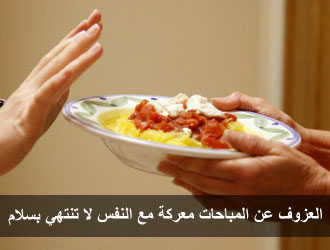 العزوف عن المباحات معركة مع النفس لا تنتهي بسلام